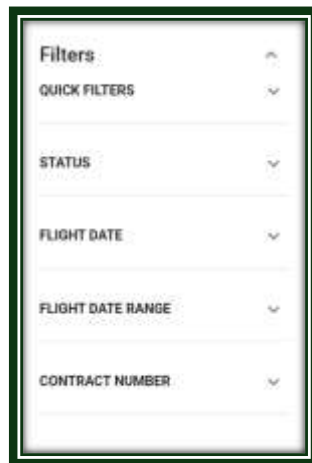 Filters
QUICK FILTERS
STATUS
FLIGHT DATE
FLIGHT DATE RANGE
CONTRACT NUMBER